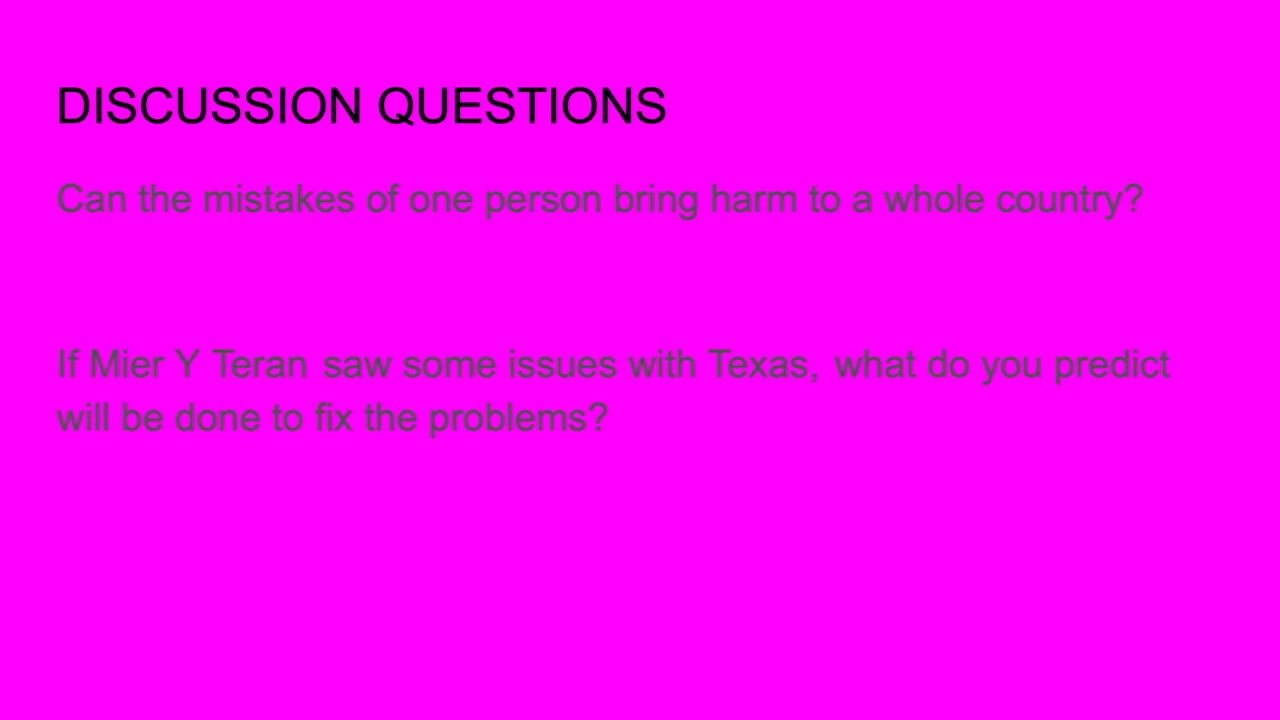 DISCUSSION QUESTIONS
Can the mistakes of one person bring harm to a whole country?
If Mier Y Teran saw some issues with Texas, what do you predict
will be done to fix the problems?